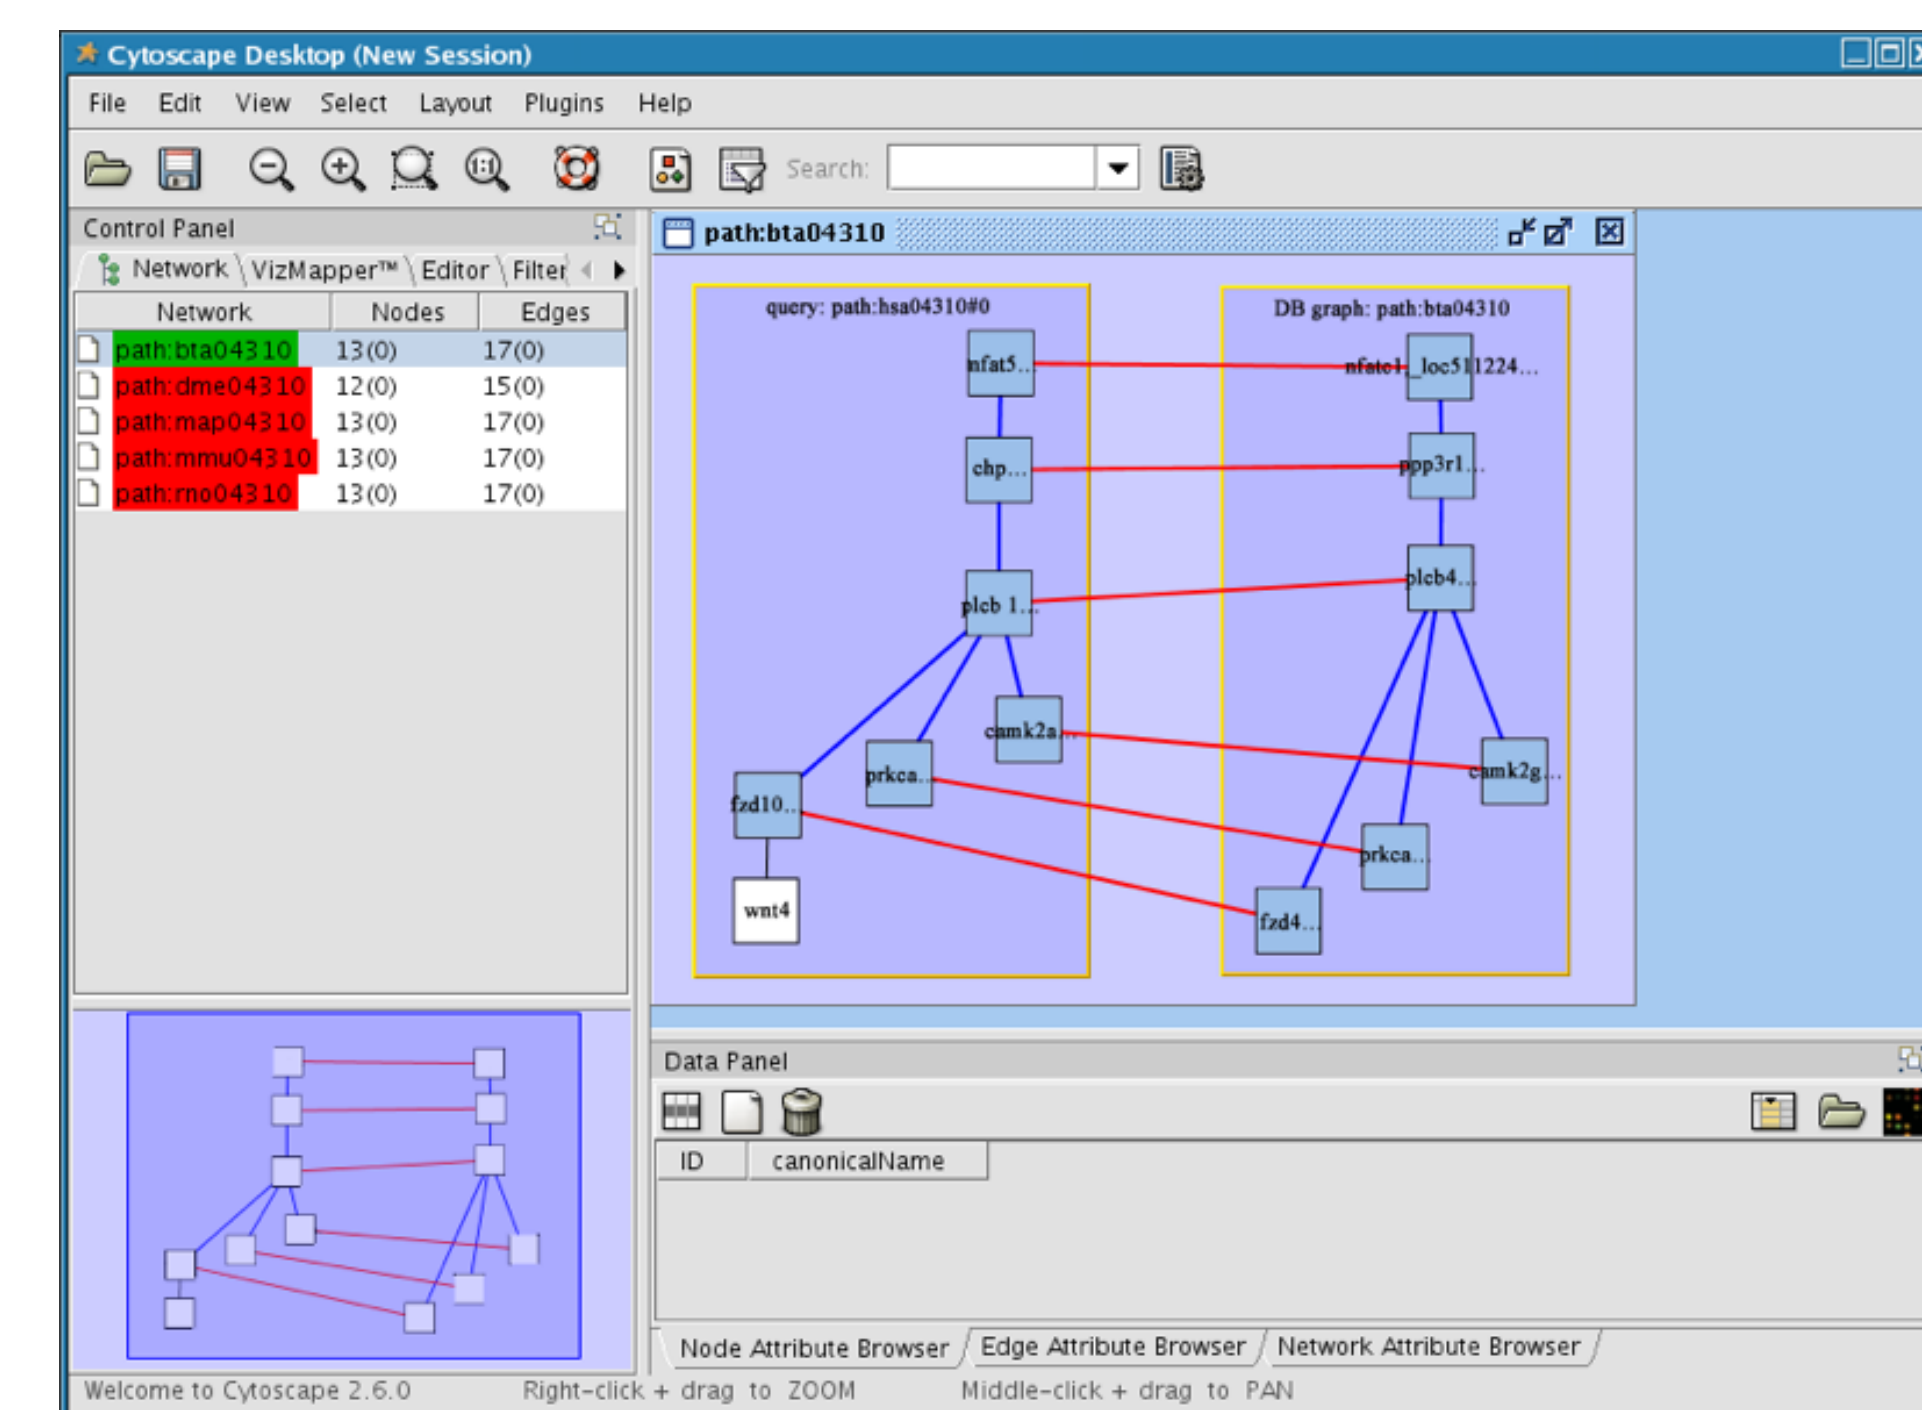 Cytoscape Desktop (New Session)
File Edit View Select Layout Plugins Help
1:1 Search:
Control Panel
Network VizMapper™ Editor Filter
Network Nodes Edges
path:bta04310 13(0) 17(0)
path:dme04310 12(0) 15(0)
path:map04310 13(0) 17(0)
path:mmu04310 13(0) 17(0)
path:rno04310 13(0) 17(0)
path:bta04310
query: path:hsa04310#0
nfat5...
chp...
plcb 1...
camk2a...
prkca...
fzd10...
wnt4
DB graph: path:bta04310
nfatc1,_loc511224...
ppp3r1...
plcb4...
camk2g...
prkca...
fzd4...
Data Panel
ID canonicalName
Node Attribute Browser Edge Attribute Browser Network Attribute Browser
Welcome to Cytoscape 2.6.0 Right-click + drag to ZOOM Middle-click + drag to PAN